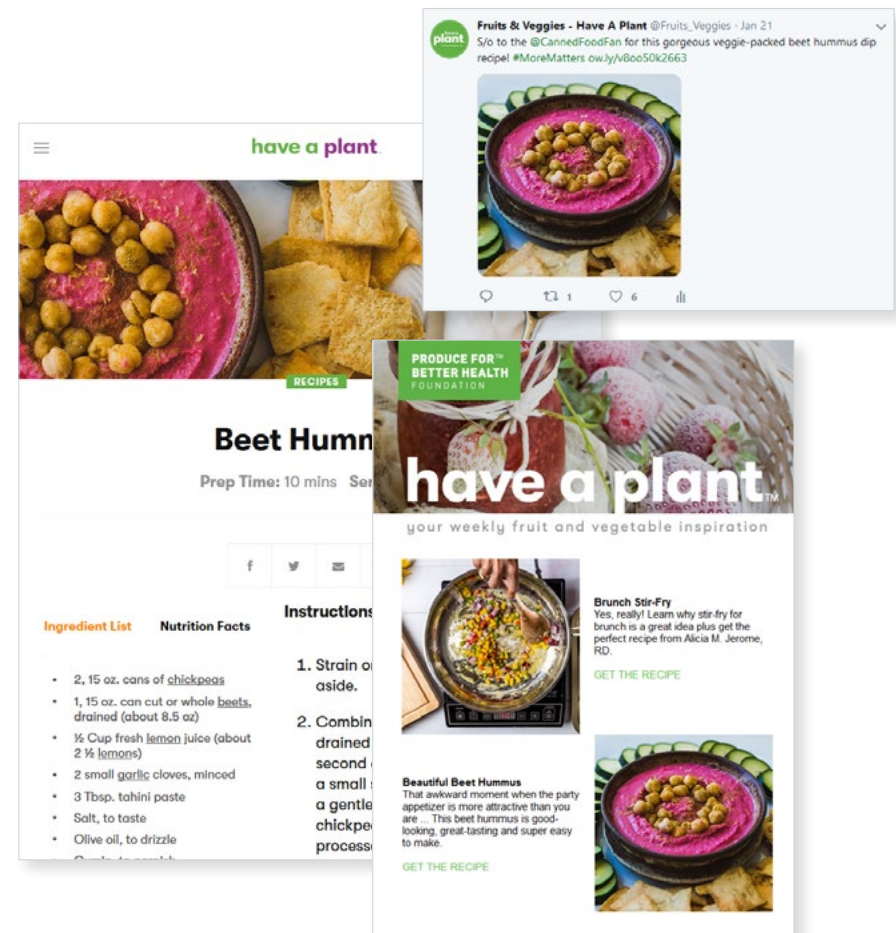 plant
Fruits & Veggies - Have A Plant @Fruits_Veggies · Jan 21
S/o to the @CannedFoodFan for this gorgeous veggie-packed beet hummus dip
recipe! #MoreMatters ow.ly/v8oo50k2663
1
6
have a plant
RECIPES
Beet Humm
Prep Time: 10 mins Ser
Ingredient List
Nutrition Facts
2, 15 oz. cans of chickpeas
1, 15 oz. can cut or whole beets,
drained (about 8.5 oz)
½ Cup fresh lemon juice (about
2 ½ lemons)
2 small garlic cloves, minced
3 Tbsp. tahini paste
Salt, to taste
Olive oil, to drizzle
Instructions
1. Strain
aside.
2. Combin
drained
second
a small
a gentle
chickpe
process
PRODUCE FOR™
BETTER HEALTH
FOUNDATION
have a plant™
your weekly fruit and vegetable inspiration
Brunch Stir-Fry
Yes, really! Learn why stir-fry for
brunch is a great idea plus get the
perfect recipe from Alicia M. Jerome,
RD.
GET THE RECIPE
Beautiful Beet Hummus
That awkward moment when the party
appetizer is more attractive than you
are ... This beet hummus is good-
looking, great-tasting and super easy
to make.
GET THE RECIPE